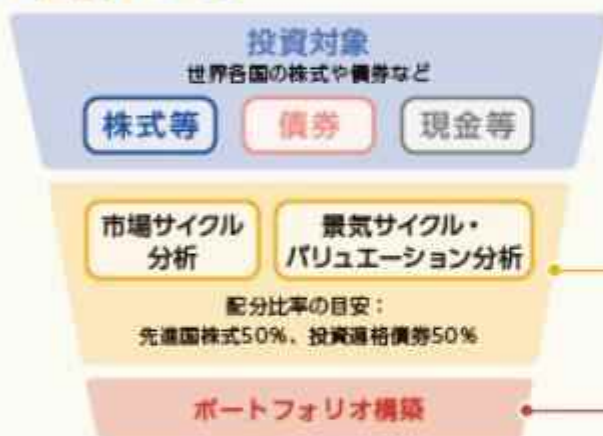 投資対象
世界各国の株式や債券など
株式等 債券 現金等
市場サイクル 景気サイクル・
分析 バリュエーション分析
配分比率の目安：
先進国株式50%、投資適格債券50%
ポートフォリオ構築